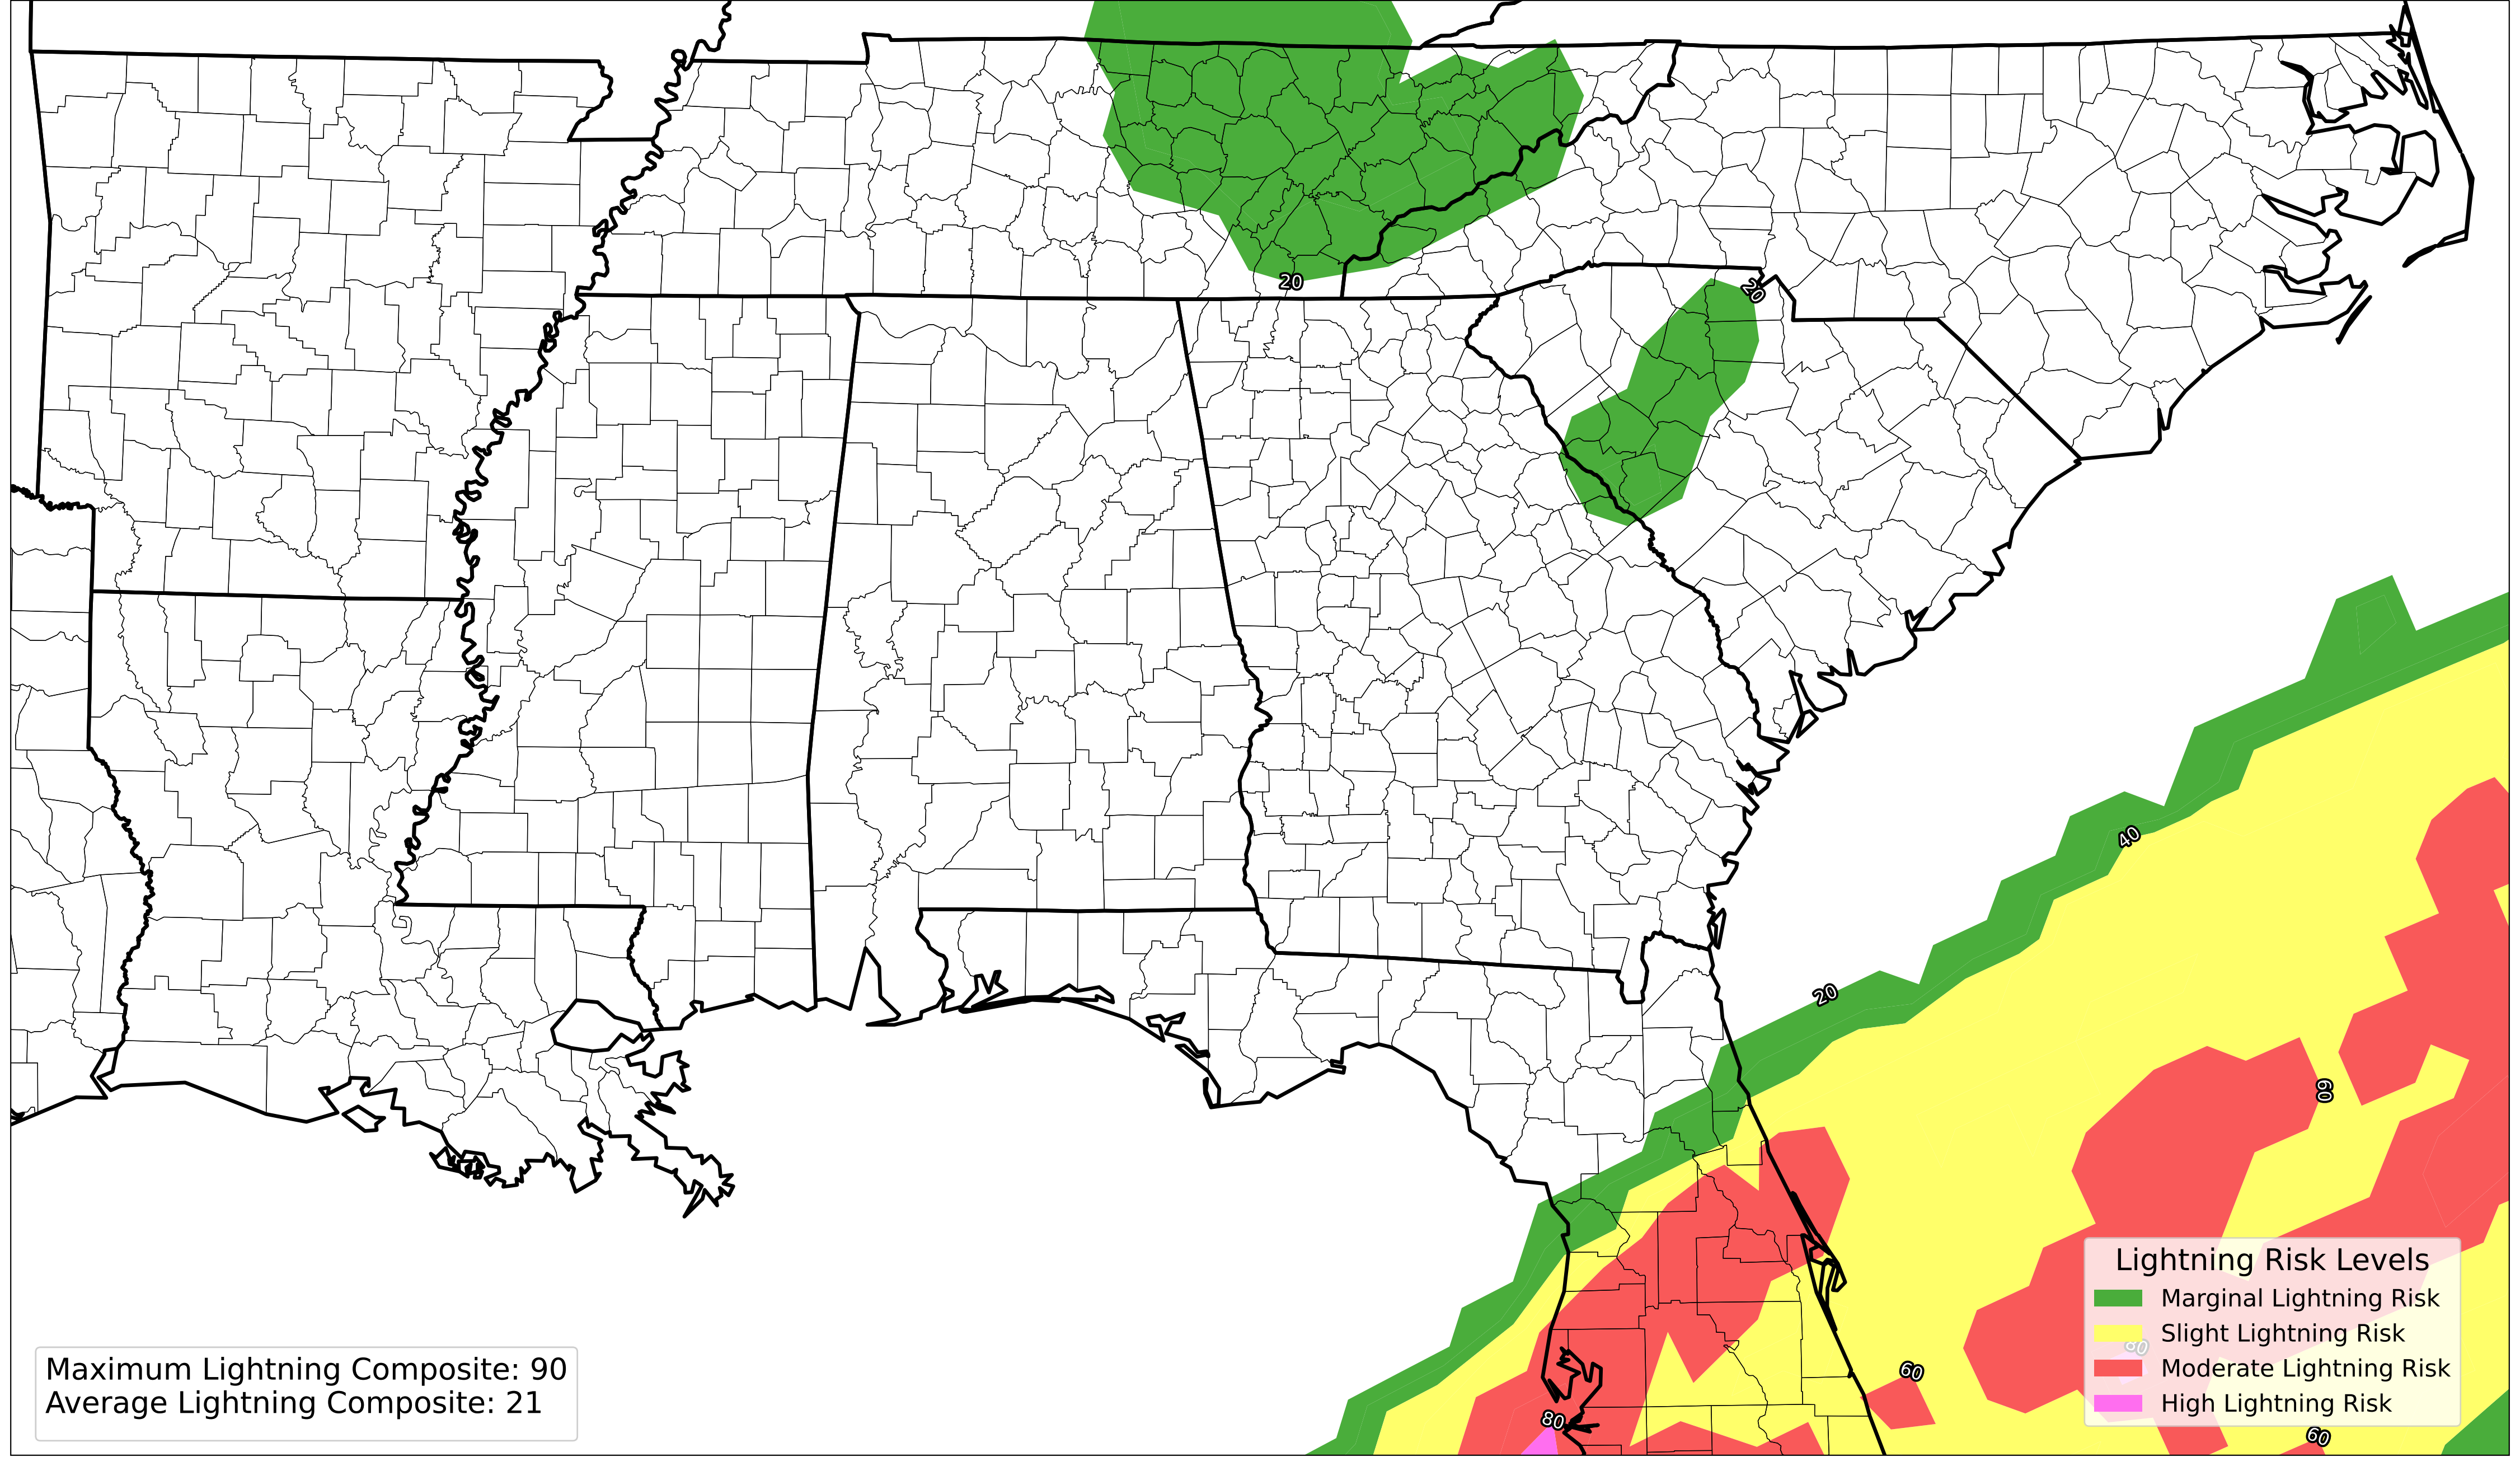 20
20
40
20
60
60
80
60
80
Lightning Risk Levels
Marginal Lightning Risk
Slight Lightning Risk
Moderate Lightning Risk
High Lightning Risk
Maximum Lightning Composite: 90
Average Lightning Composite: 21